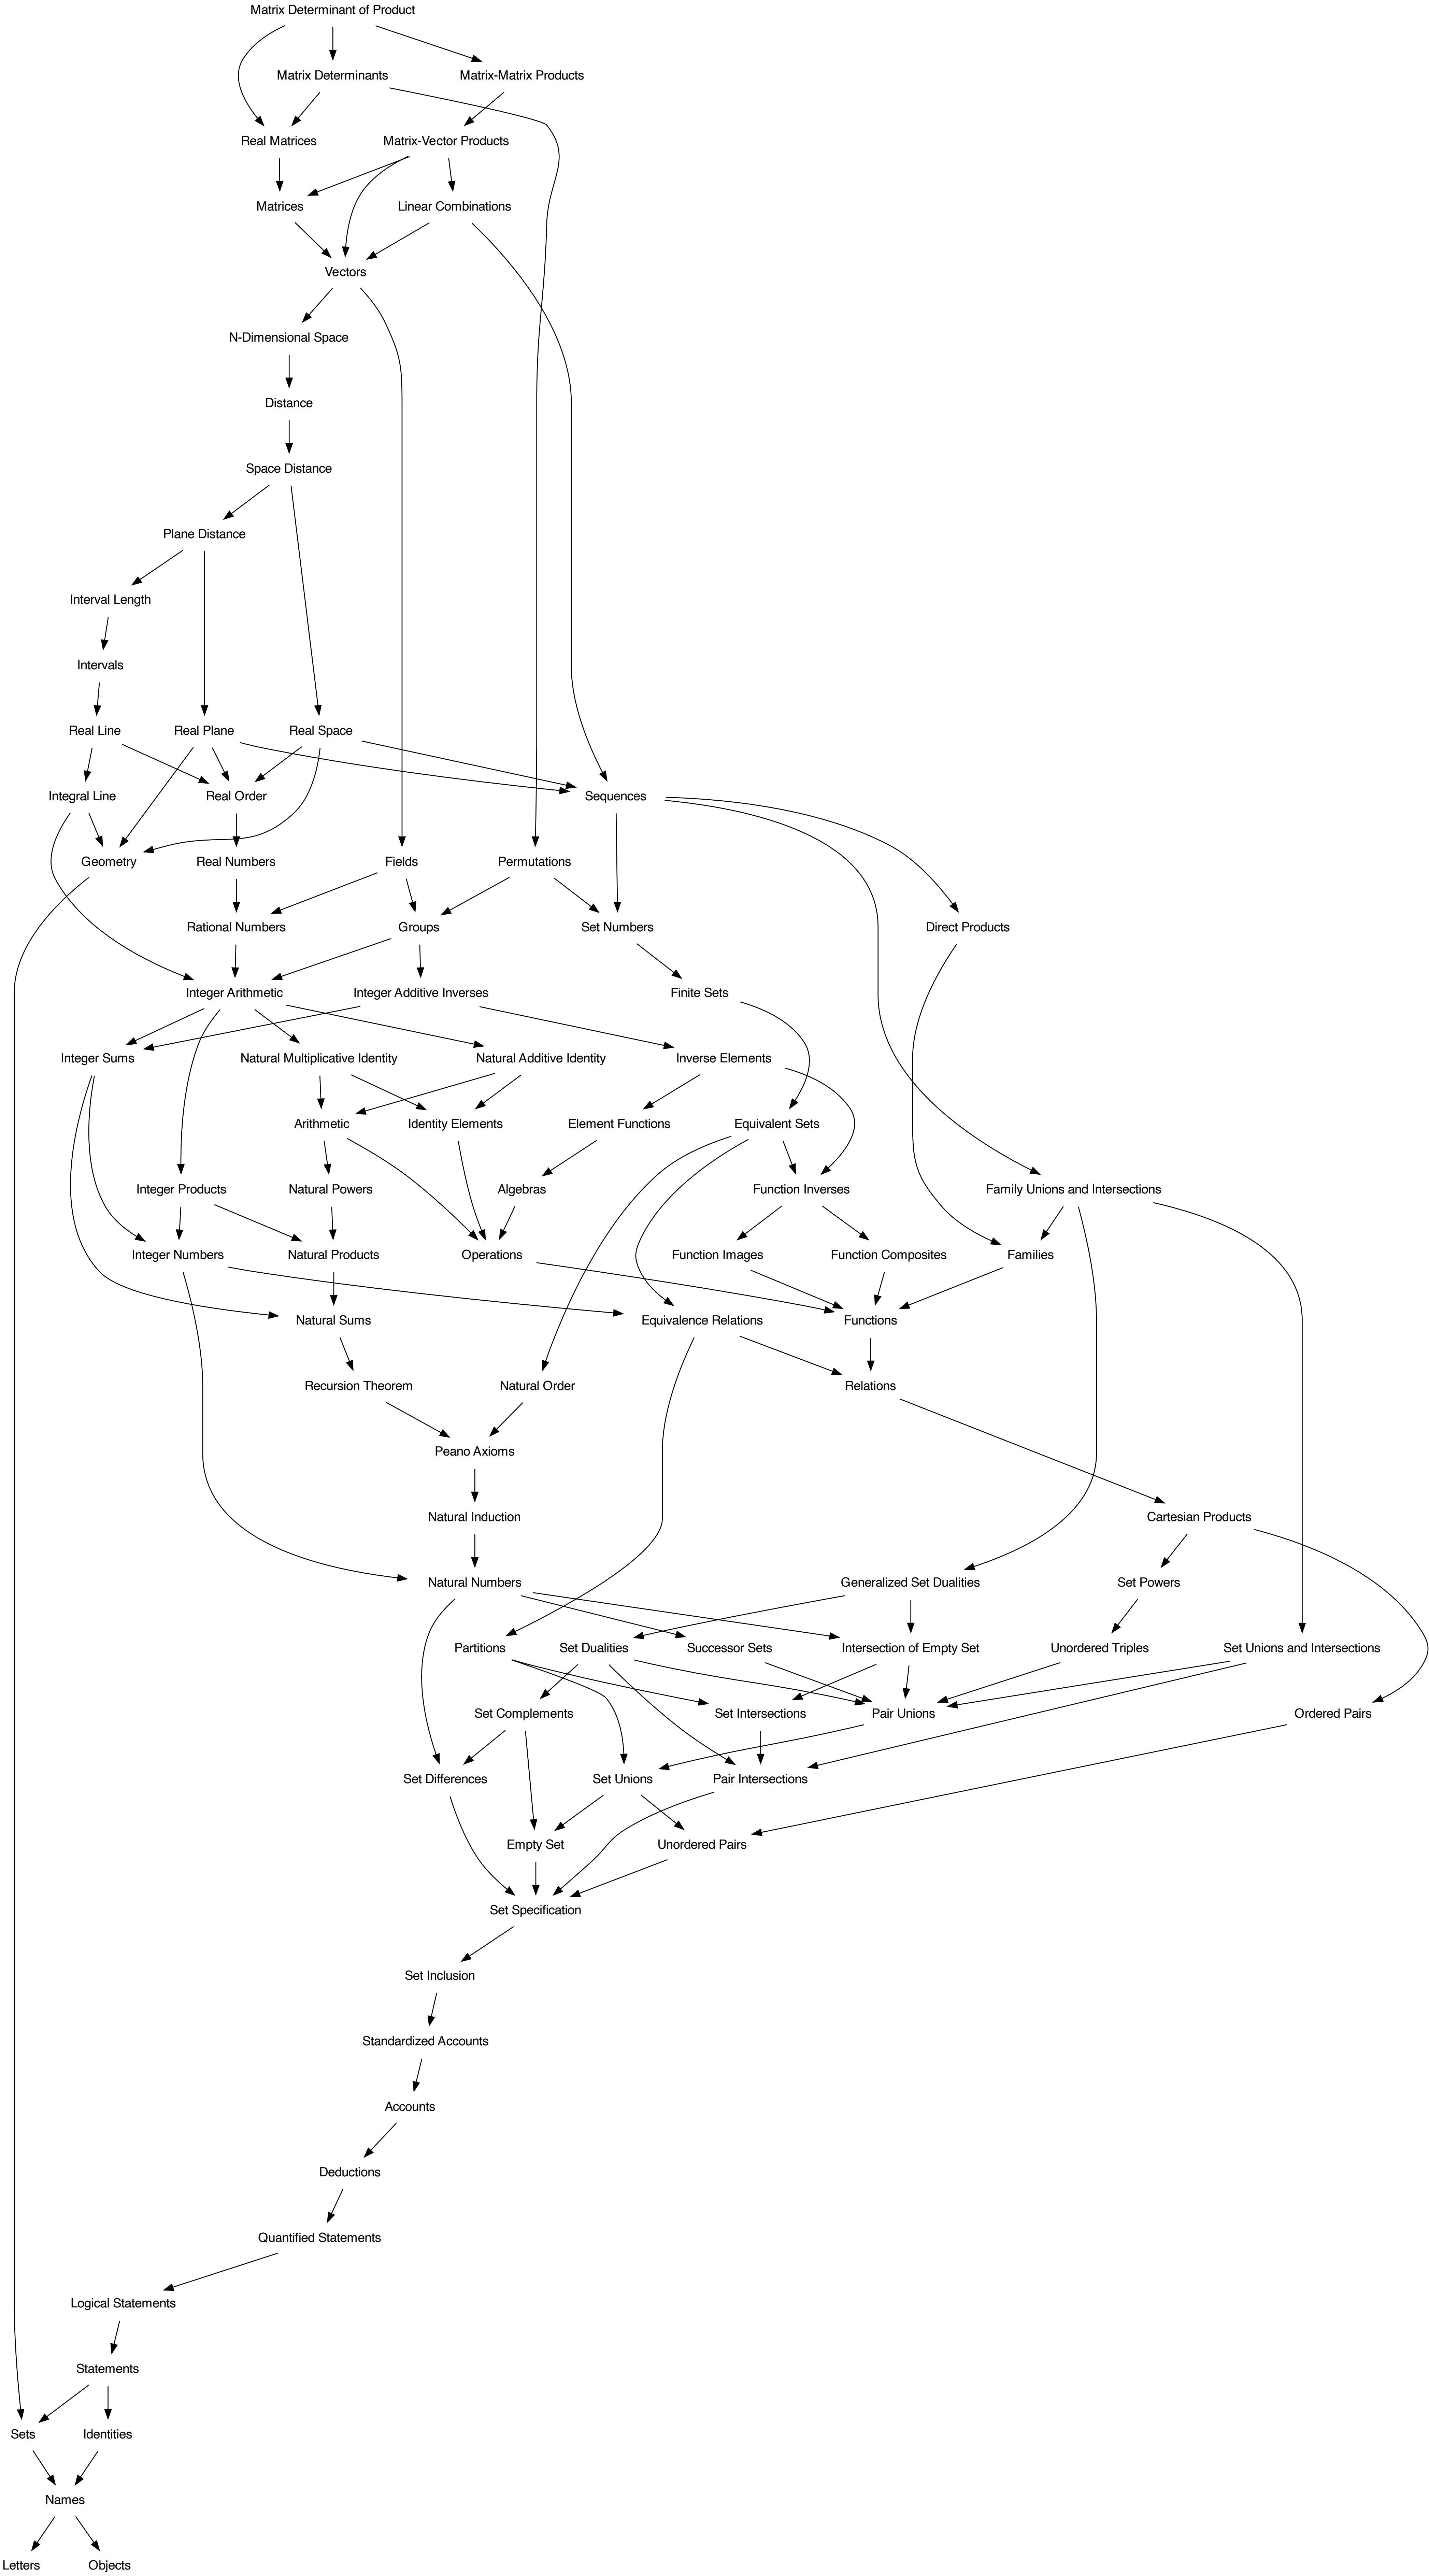 Matrix Determinant of Product
Matrix Determinants
Matrix-Matrix Products
Real Matrices
Matrix-Vector Products
Matrices
Linear Combinations
Vectors
N-Dimensional Space
Distance
Space Distance
Plane Distance
Interval Length
Intervals
Real Line
Real Plane
Real Space
Integral Line
Real Order
Sequences
Geometry
Real Numbers
Fields
Permutations
Rational Numbers
Groups
Set Numbers
Direct Products
Integer Arithmetic
Integer Additive Inverses
Finite Sets
Integer Sums
Natural Multiplicative Identity
Natural Additive Identity
Inverse Elements
Arithmetic
Identity Elements
Element Functions
Equivalent Sets
Integer Products
Natural Powers
Algebras
Function Inverses
Family Unions and Intersections
Integer Numbers
Natural Products
Operations
Function Images
Function Composites
Families
Natural Sums
Equivalence Relations
Functions
Recursion Theorem
Natural Order
Relations
Peano Axioms
Natural Induction
Cartesian Products
Natural Numbers
Generalized Set Dualities
Set Powers
Partitions
Set Dualities
Successor Sets
Intersection of Empty Set
Unordered Triples
Set Unions and Intersections
Set Complements
Set Intersections
Pair Unions
Ordered Pairs
Set Differences
Set Unions
Pair Intersections
Empty Set
Unordered Pairs
Set Specification
Set Inclusion
Standardized Accounts
Accounts
Deductions
Quantified Statements
Logical Statements
Statements
Sets
Identities
Names
Letters
Objects